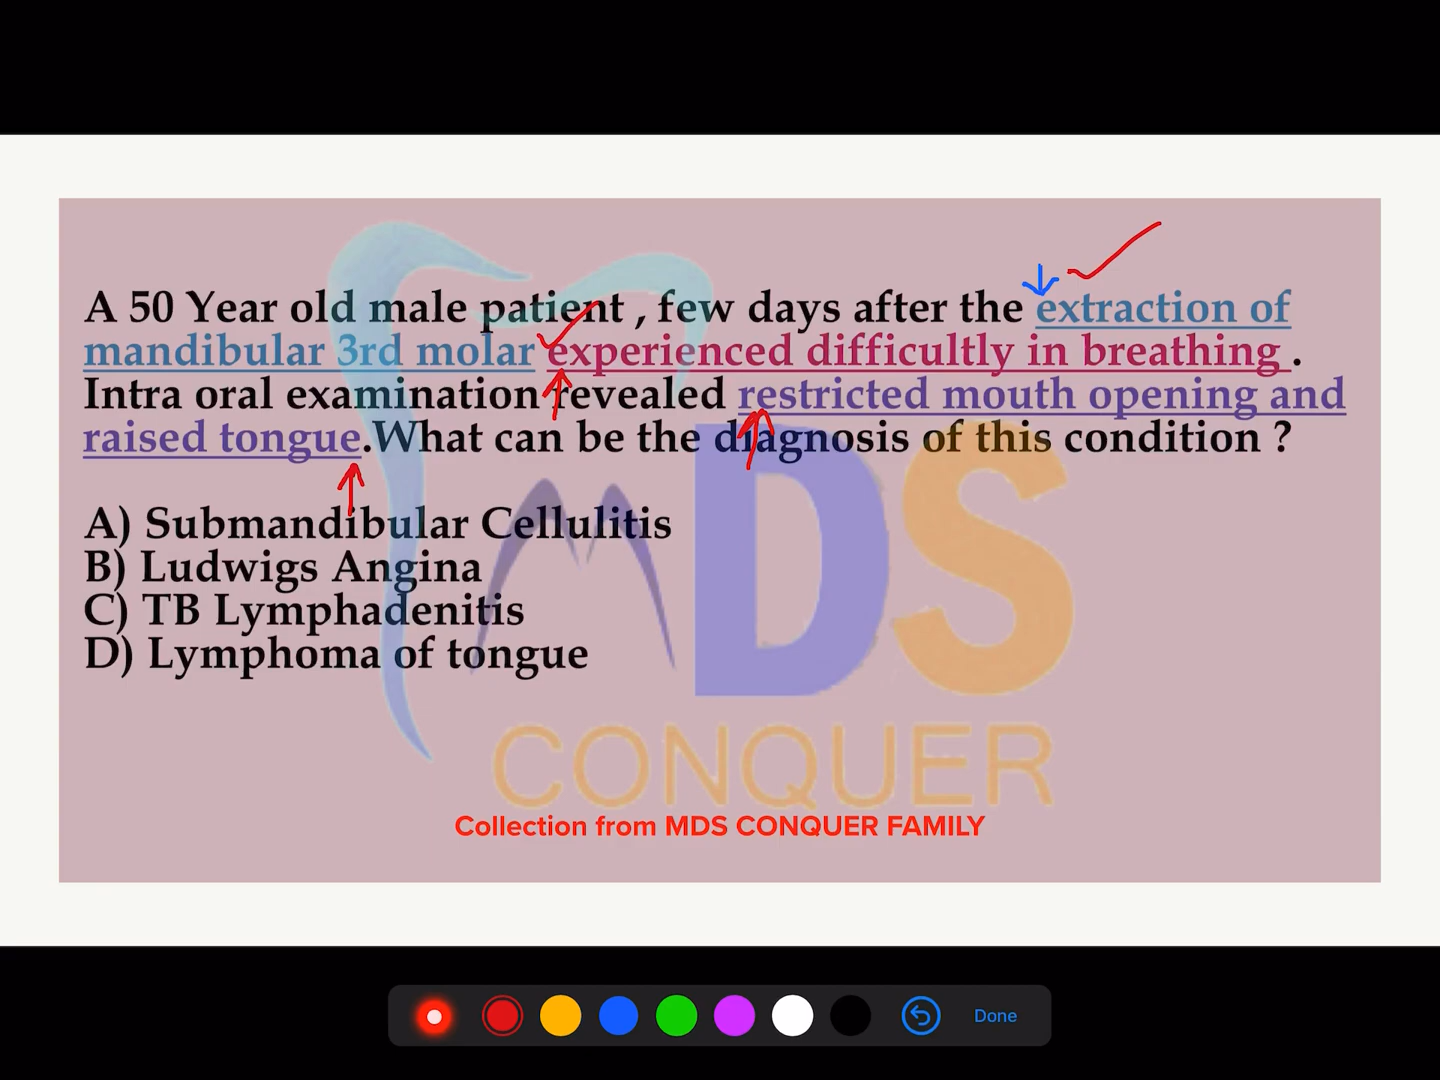 A 50 Year old male patient , few days after the extraction of
mandibular 3rd molar experienced difficultly in breathing .
Intra oral examination revealed restricted mouth opening and
raised tongue.What can be the diagnosis of this condition ?
A) Submandibular Cellulitis
B) Ludwigs Angina
C) TB Lymphadenitis
D) Lymphoma of tongue
MDS
CONQUER
Collection from MDS CONQUER FAMILY
Done